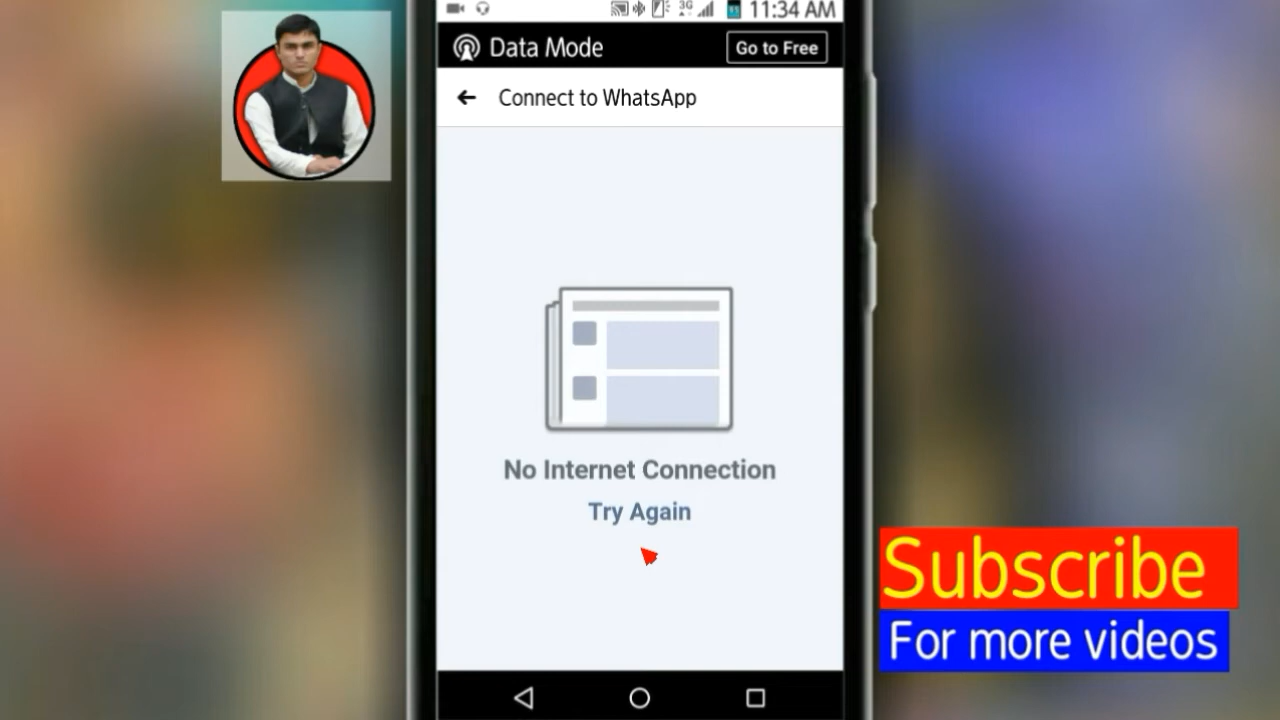 3G
11:34 AM
Data Mode
Go to Free
Connect to WhatsApp
No Internet Connection
Try Again
Subscribe
For more videos